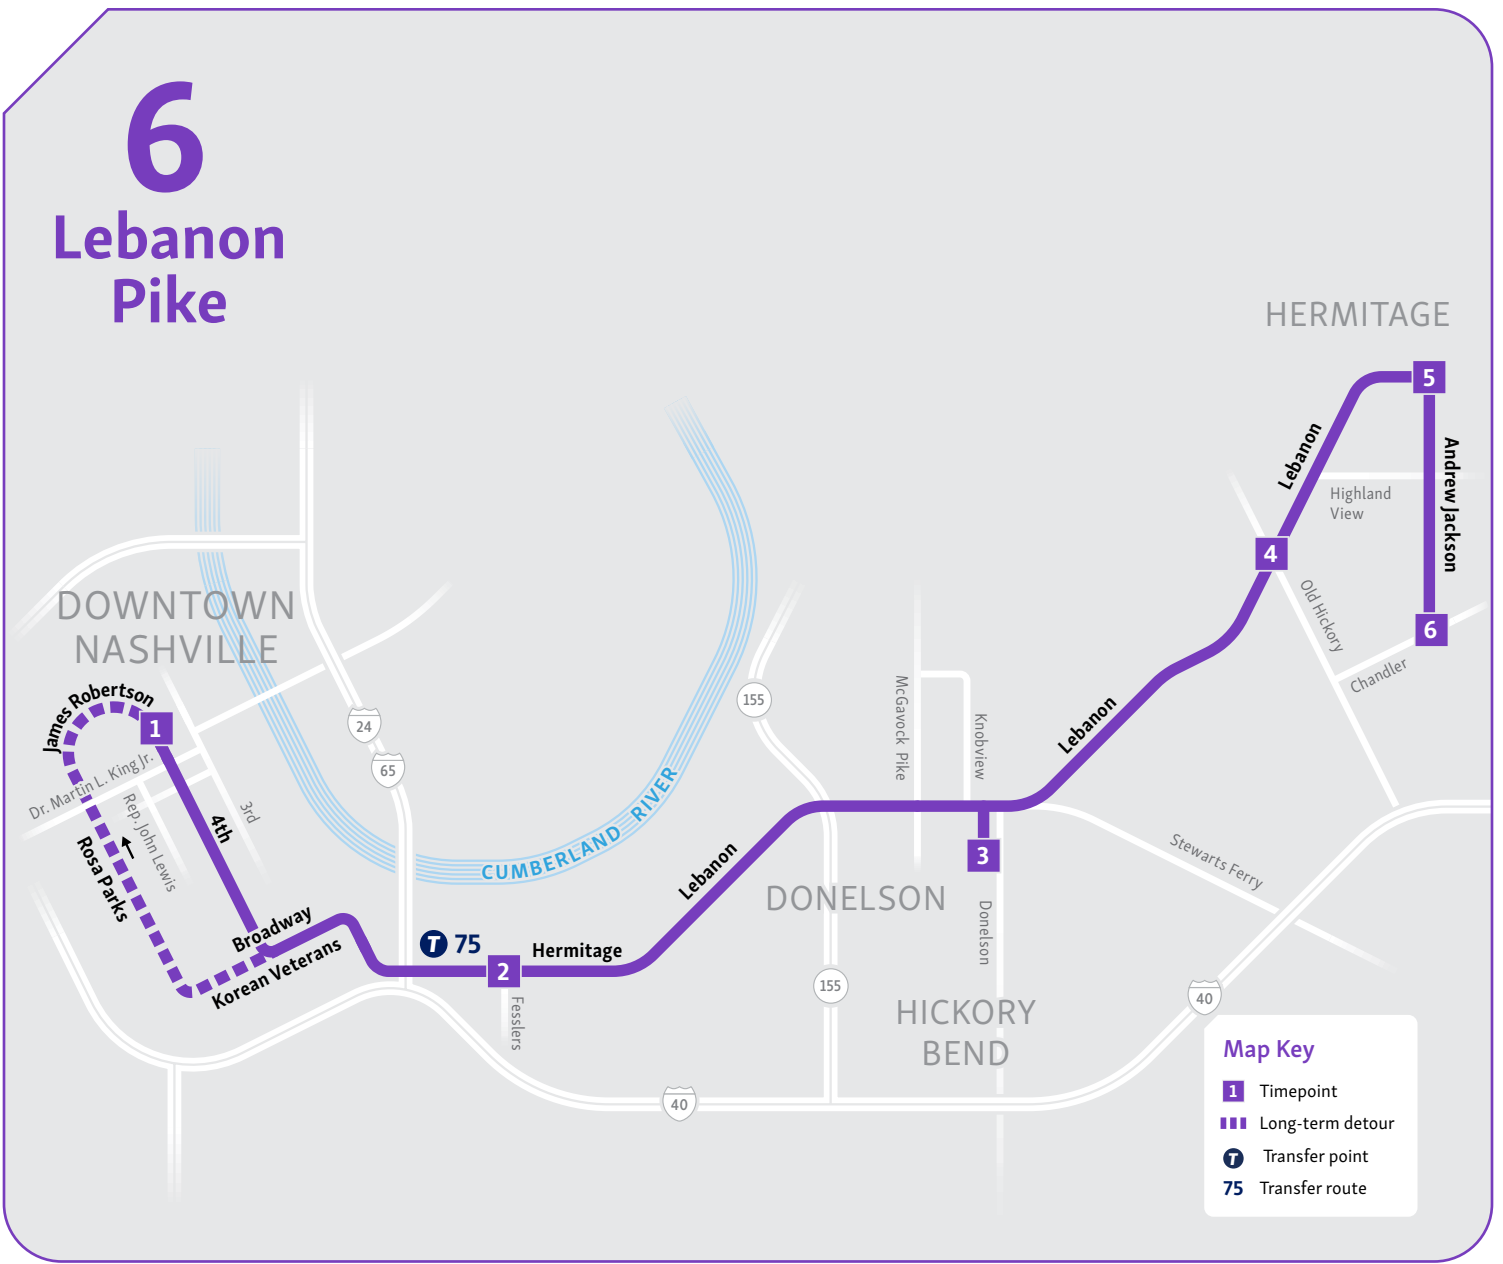 6
Lebanon
Pike
HERMITAGE
5
Lebanon
Andrew Jackson
Highland
View
4
Old Hickory
6
Chandler
DOWNTOWN
NASHVILLE
James Robertson
1
Dr. Martin L. King Jr.
Rep. John Lewis
3rd
4th
Rosa Parks
Broadway
Korean Veterans
24
65
CUMBERLAND RIVER
T 75
2
Hermitage
Fesslers
Lebanon
155
McGavock Pike
Knobview
Lebanon
3
DONELSON
Donelson
Stewarts Ferry
155
HICKORY
BEND
40
40
Map Key
1 Timepoint
Long-term detour
T Transfer point
75 Transfer route